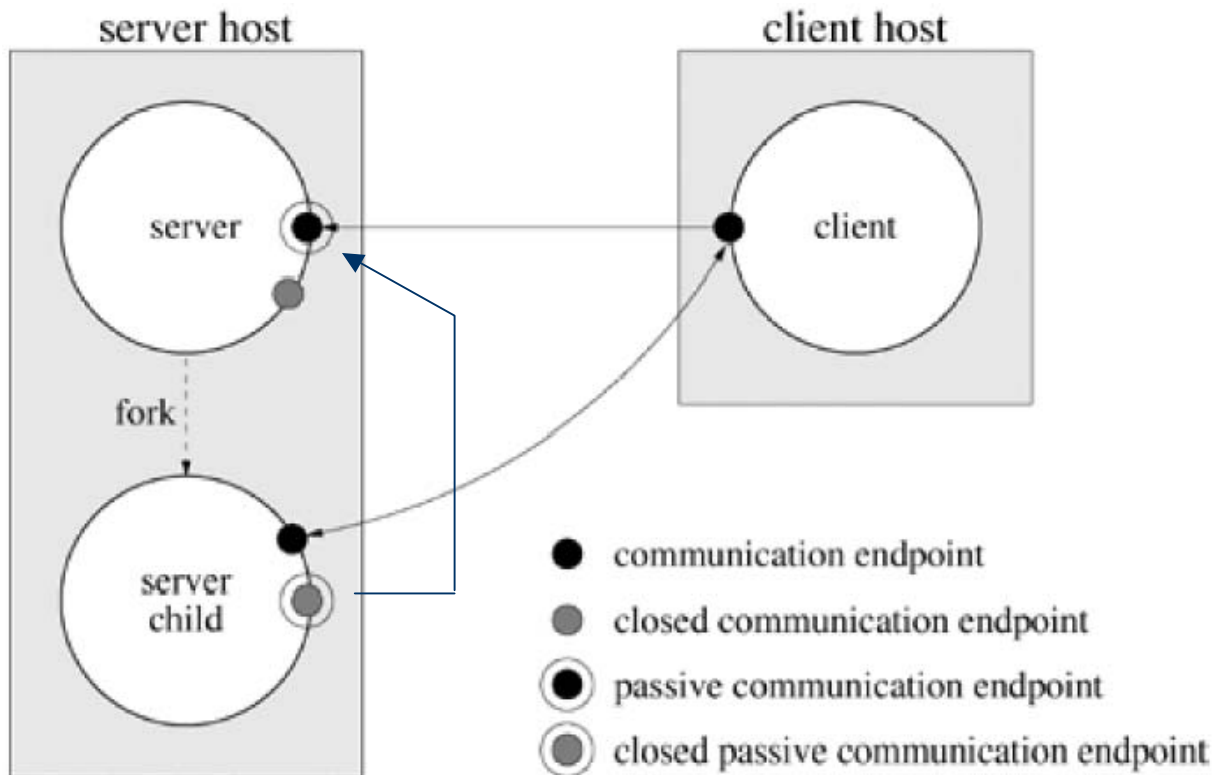 server host
client host
server
client
fork
server
child
communication endpoint
closed communication endpoint
passive communication endpoint
closed passive communication endpoint